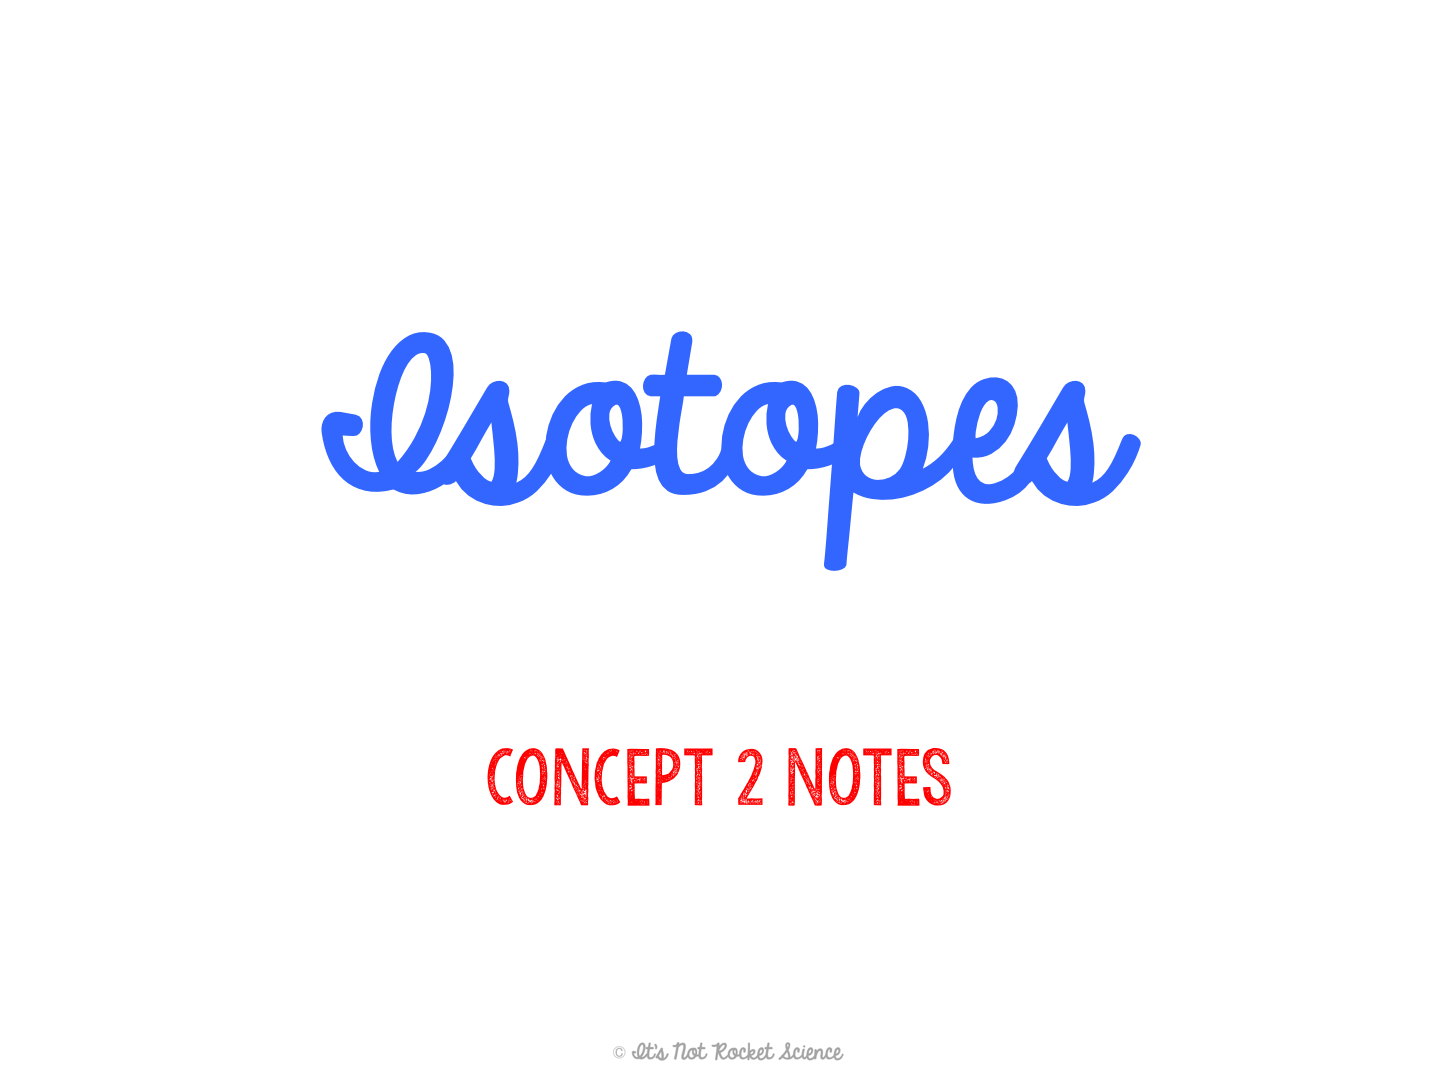 Isotopes
CONCEPT 2 NOTES
© It's Not Rocket Science